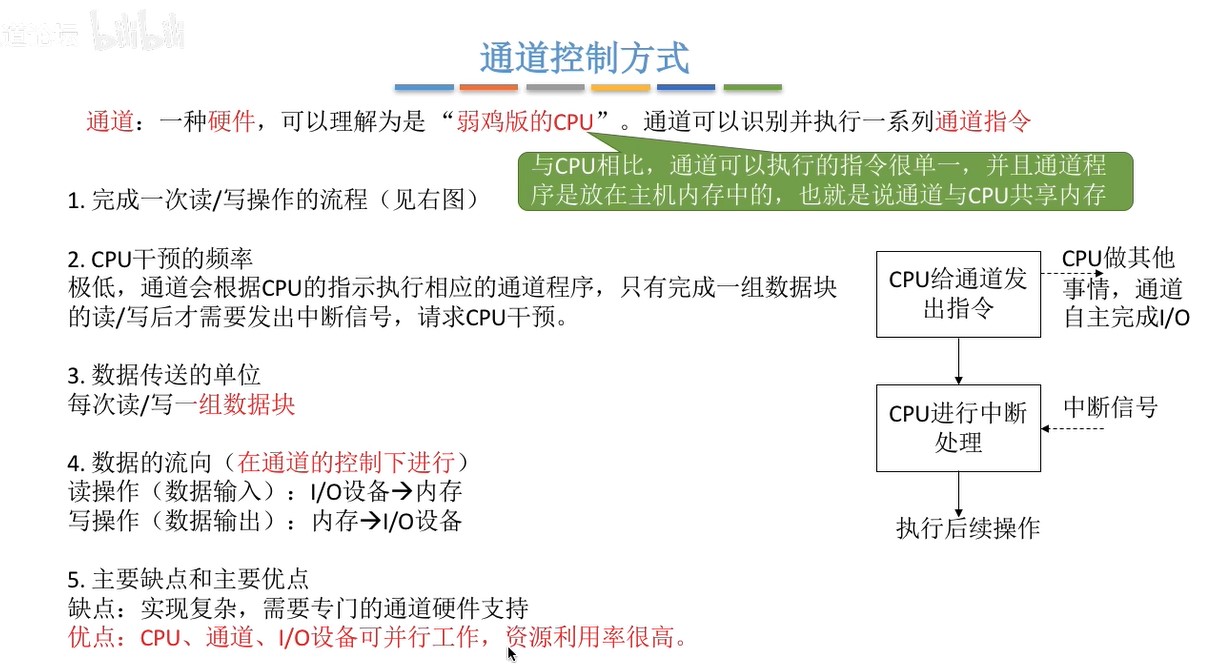 道论坛 bilibili
通道控制方式
通道：一种硬件，可以理解为是 “弱鸡版的CPU”。通道可以识别并执行一系列通道指令
与CPU相比，通道可以执行的指令很单一，并且通道程
序是放在主机内存中的，也就是说通道与CPU共享内存
1. 完成一次读/写操作的流程（见右图）
2. CPU干预的频率
极低，通道会根据CPU的指示执行相应的通道程序，只有完成一组数据块
的读/写后才需要发出中断信号，请求CPU干预。
3. 数据传送的单位
每次读/写一组数据块
4. 数据的流向（在通道的控制下进行）
读操作（数据输入）：I/O设备→内存
写操作（数据输出）：内存→I/O设备
5. 主要缺点和主要优点
缺点：实现复杂，需要专门的通道硬件支持
优点：CPU、通道、I/O设备可并行工作，资源利用率很高。
CPU给通道发
出指令
CPU做其他
事情，通道
自主完成I/O
CPU进行中断
处理
中断信号
执行后续操作